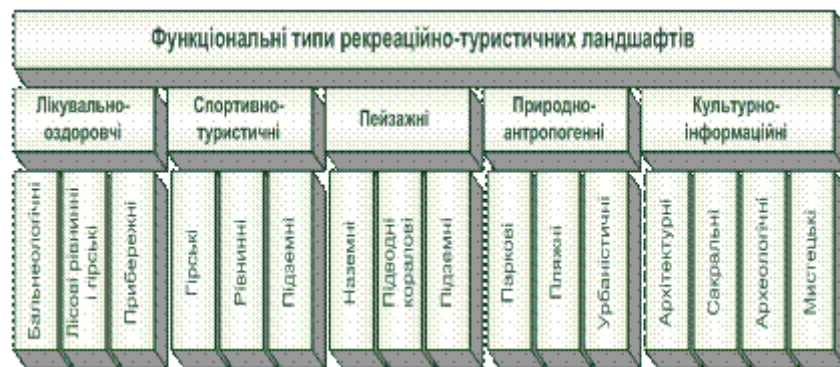 Функціональні типи рекреаційно-туристичних ландшафтів
Лікувально-
оздоровчі
Спортивно-
туристичні
Пейзажні
Природно-
антропогенні
Культурно-
інформаційні
Бальнеологічні
Лісові рівнинні
і гірські
Прибережні
Гірські
Рівнинні
Підземні
Наземні
Підводні
коралові
Підземні
Паркові
Пляжні
Урбаністичні
Архітектурні
Сакральні
Археологічні
Мистецькі